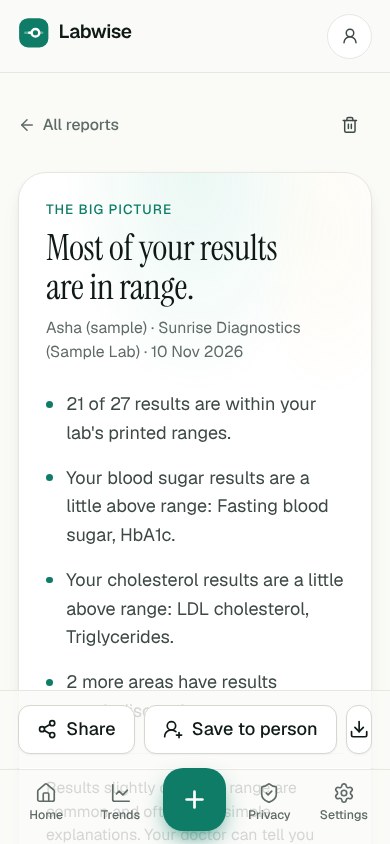 Labwise
All reports
THE BIG PICTURE
Most of your results
are in range.
Asha (sample) · Sunrise Diagnostics
(Sample Lab) · 10 Nov 2026
21 of 27 results are within your
lab's printed ranges.
Your blood sugar results are a
little above range: Fasting blood
sugar, HbA1c.
Your cholesterol results are a little
above range: LDL cholesterol,
Triglycerides.
2 more areas have results
Share
Save to person
Results slightly range are
common and simple
explanations. Your doctor can tell you
Home
Trends
Privacy
Settings